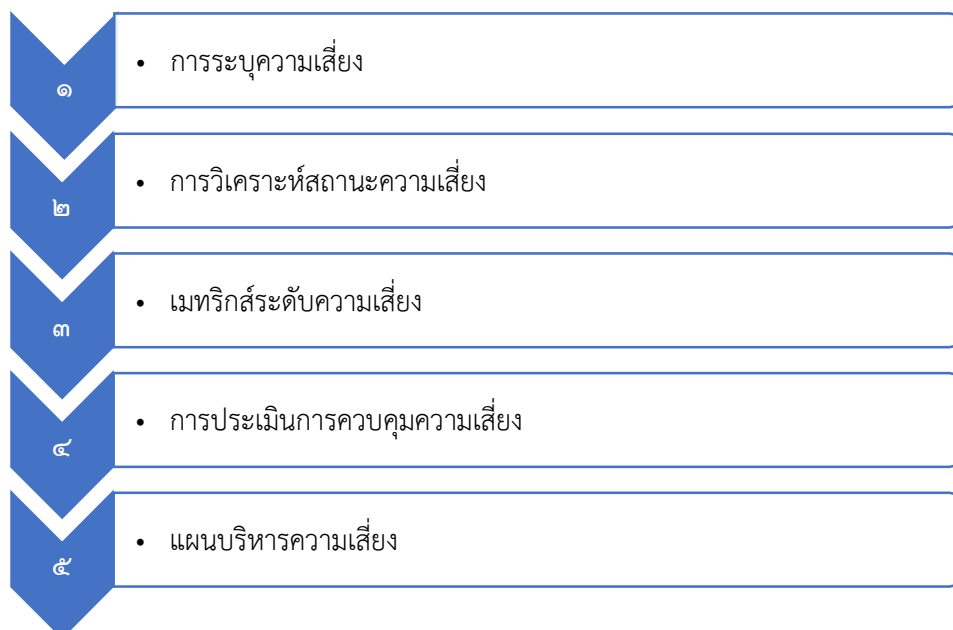 ๑
• การระบุความเสี่ยง
๒
• การวิเคราะห์สถานะความเสี่ยง
๓
• เมทริกส์ระดับความเสี่ยง
๔
• การประเมินการควบคุมความเสี่ยง
๕
• แผนบริหารความเสี่ยง